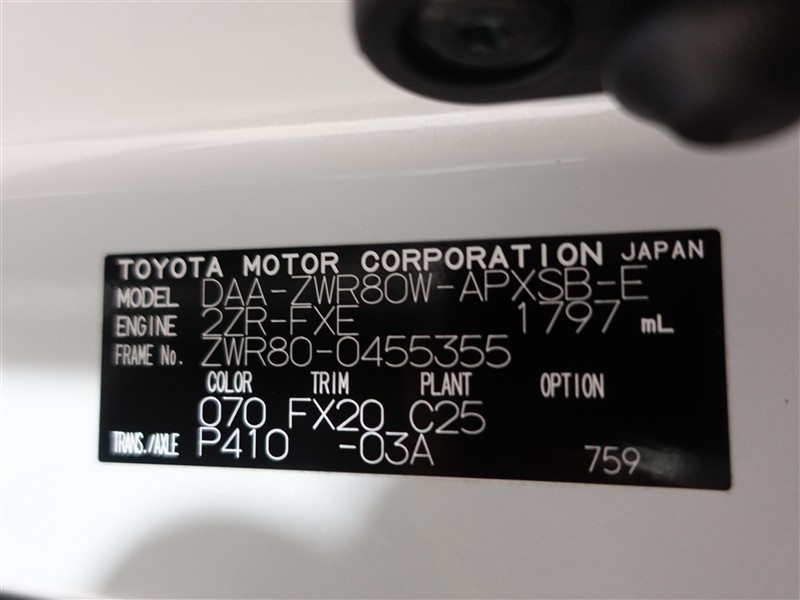 TOYOTA MOTOR CORPORATION JAPAN
MODEL DAA-ZWR80W-APXSB-E
ENGINE 2ZR-FXE 1797 mL
FRAME No. ZWR80-0455355
COLOR TRIM PLANT OPTION
070 FX20 C25
TRANS./AXLE P410 -03A 759